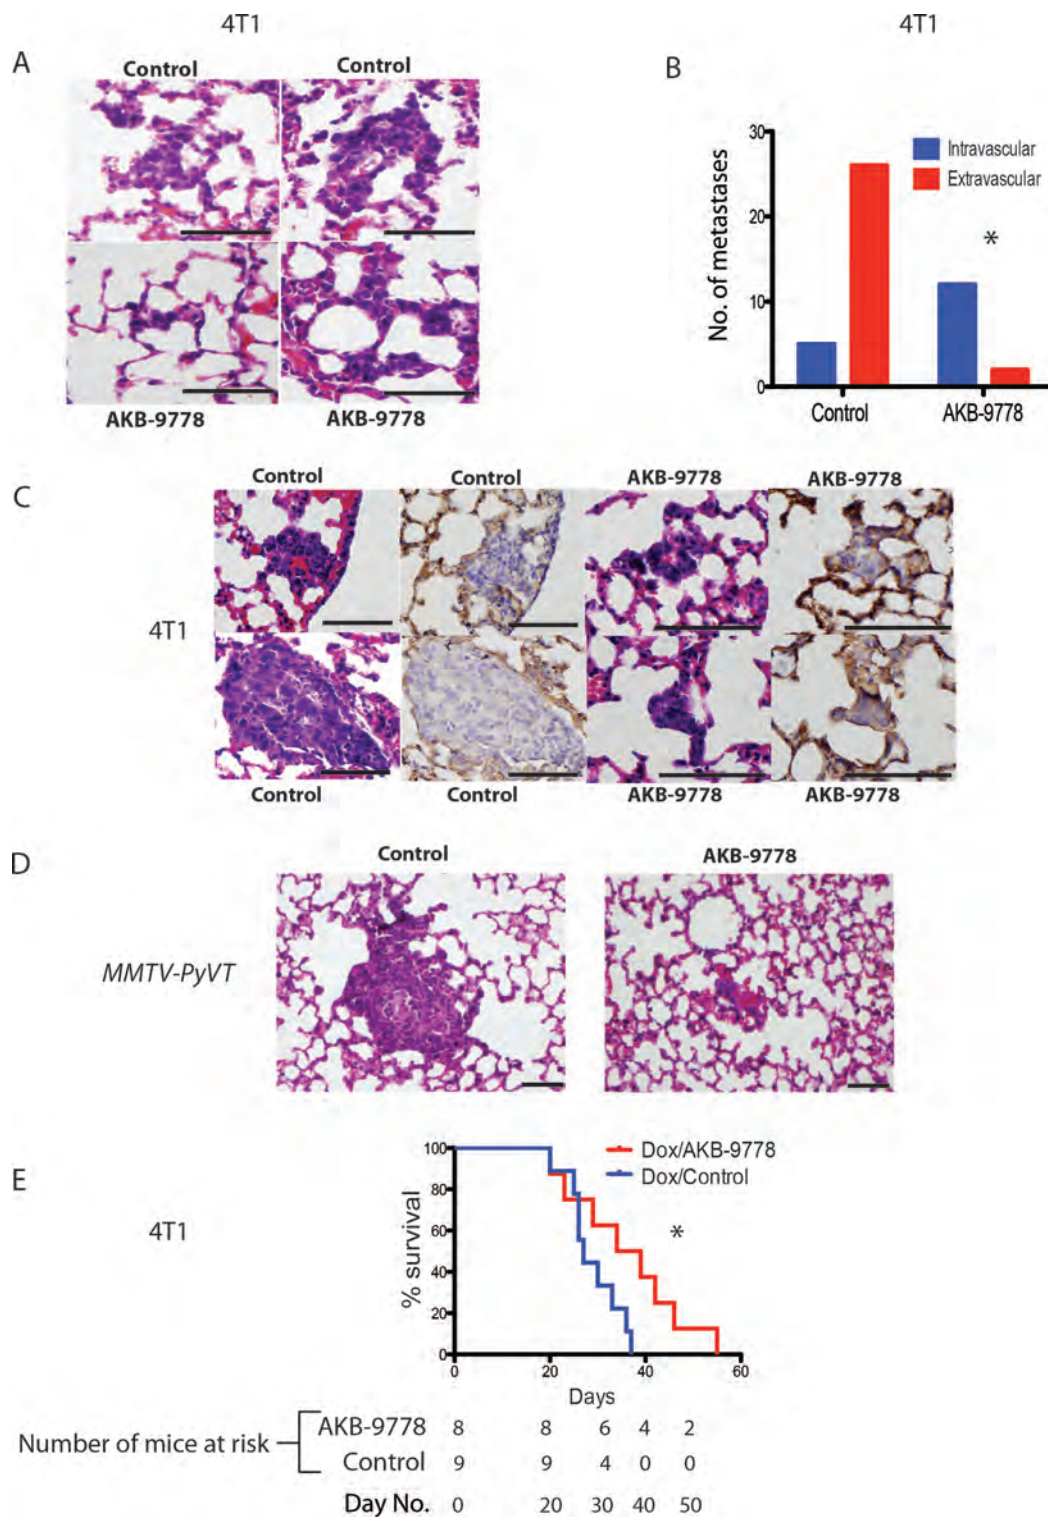 4T1
4T1
A
Control
Control
AKB-9778
AKB-9778
B
30
20
10
0
No. of metastases
Intravascular
Extravascular
*
Control
AKB-9778
C
Control
Control
AKB-9778
AKB-9778
4T1
Control
Control
AKB-9778
AKB-9778
D
Control
AKB-9778
MMTV-PyVT
E
4T1
100
80
60
40
20
0
% survival
Dox/AKB-9778
Dox/Control
*
0 20 40 60
Days
Number of mice at risk
AKB-9778 8 8 6 4 2
Control 9 9 4 0 0
Day No. 0 20 30 40 50